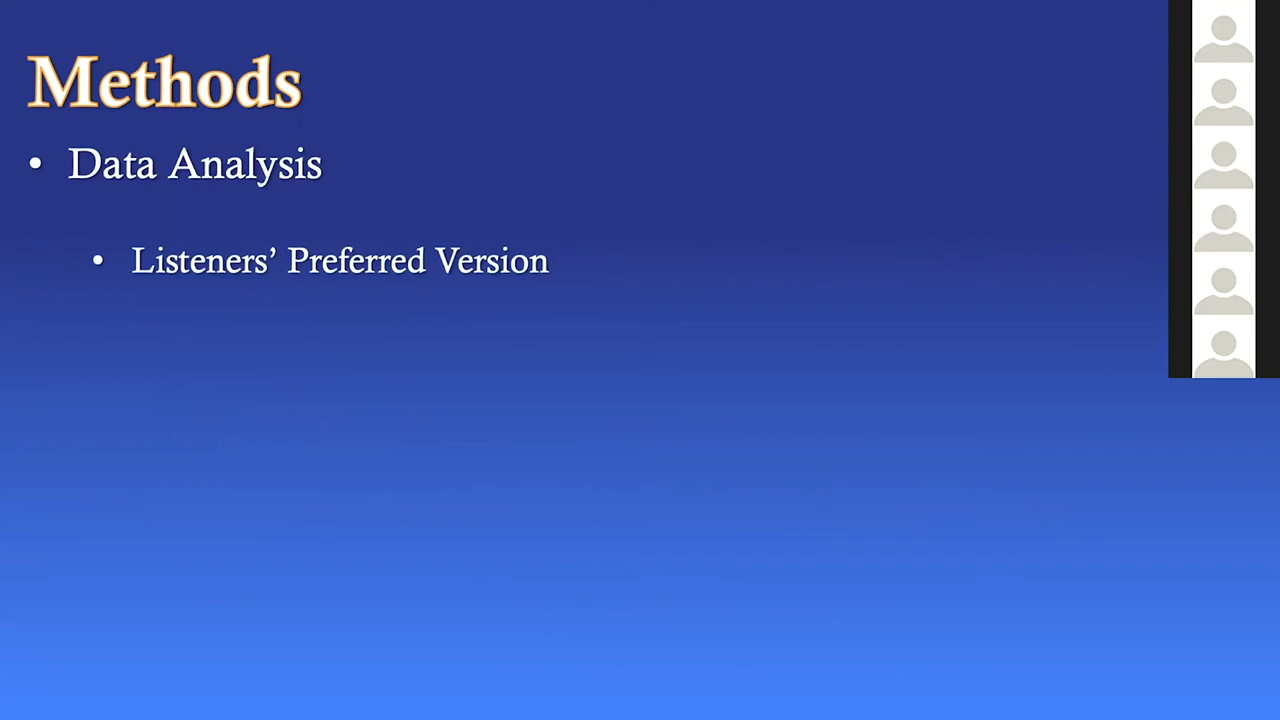 Methods
• Data Analysis
• Listeners’ Preferred Version